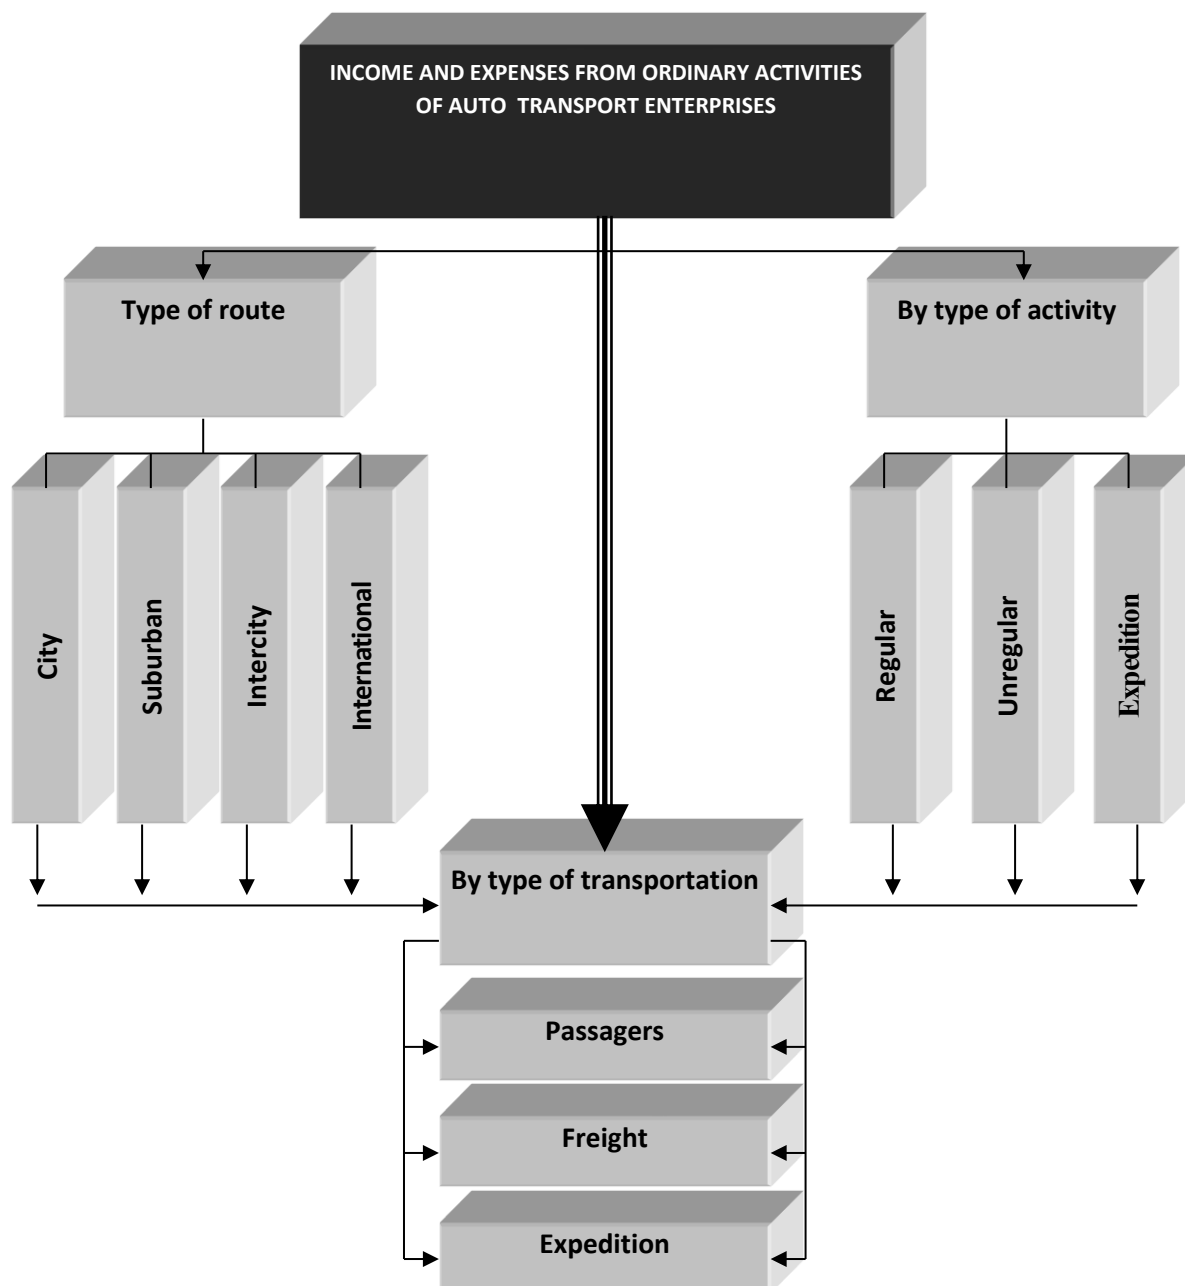 INCOME AND EXPENSES FROM ORDINARY ACTIVITIES
OF AUTO TRANSPORT ENTERPRISES
Type of route
By type of activity
City
Suburban
Intercity
International
Regular
Unregular
Expedition
By type of transportation
Passagers
Freight
Expedition